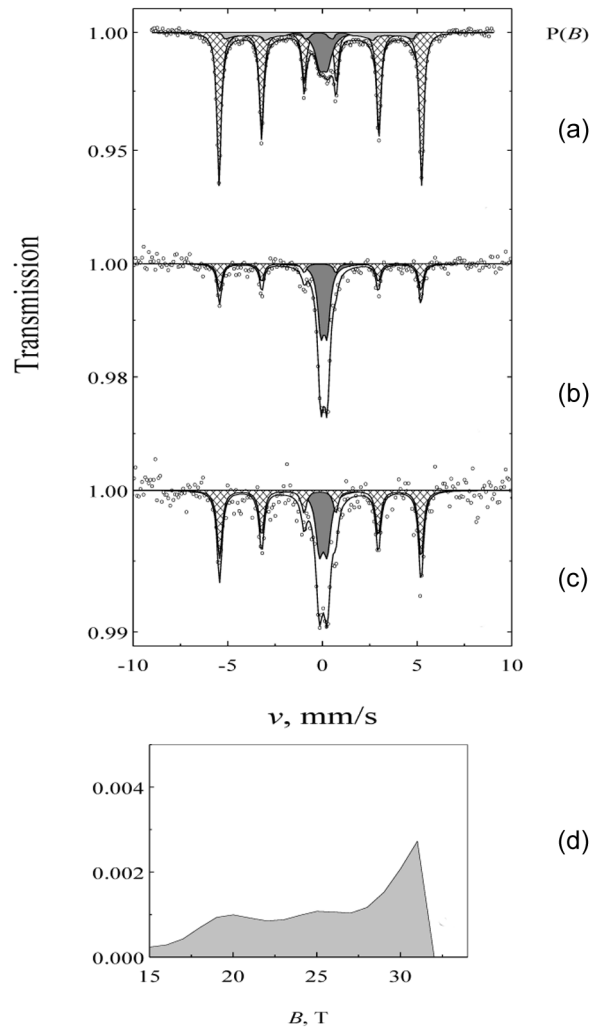 1.00
P(B)
(a)
0.95
Transmission
1.00
(b)
0.98
1.00
(c)
0.99
-10 -5 0 5 10
v, mm/s
0.004
(d)
0.002
0.000
15 20 25 30
B, T